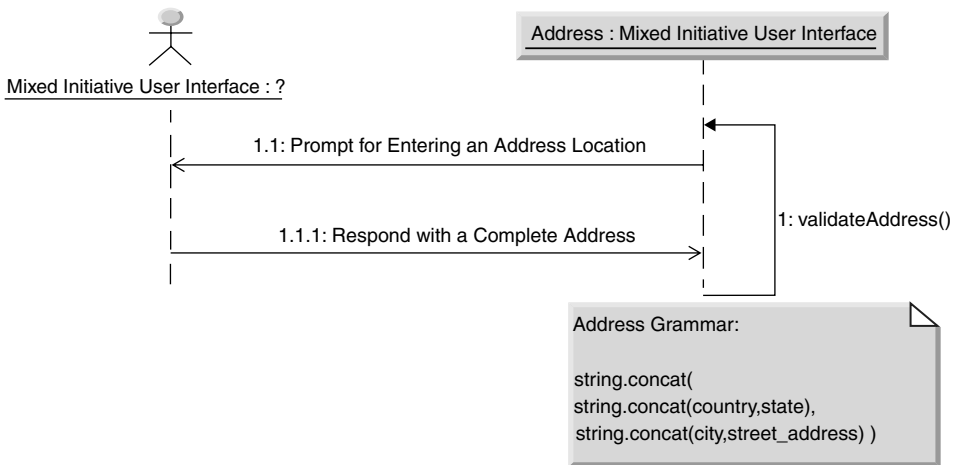 Address : Mixed Initiative User Interface
Mixed Initiative User Interface : ?
1.1: Prompt for Entering an Address Location
1: validateAddress()
1.1.1: Respond with a Complete Address
Address Grammar:
string.concat(
string.concat(country,state),
string.concat(city,street_address) )